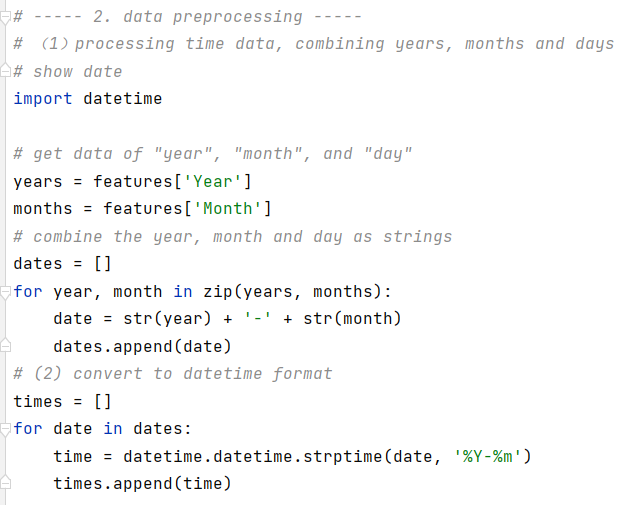 # ----- 2. data preprocessing -----
# （1）processing time data, combining years, months and days
# show date
import datetime

# get data of "year", "month", and "day"
years = features['Year']
months = features['Month']
# combine the year, month and day as strings
dates = []
for year, month in zip(years, months):
    date = str(year) + '-' + str(month)
    dates.append(date)
# (2) convert to datetime format
times = []
for date in dates:
    time = datetime.datetime.strptime(date, '%Y-%m')
    times.append(time)